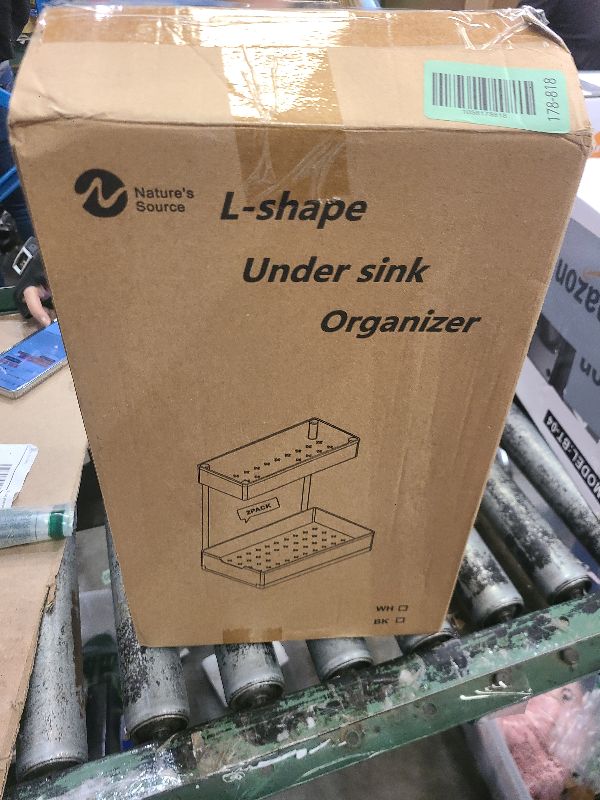 178-818
Nature's
Source
L-shape
Under sink
Organizer
2PACK
WH
BK
azon
MODEL:BT-04